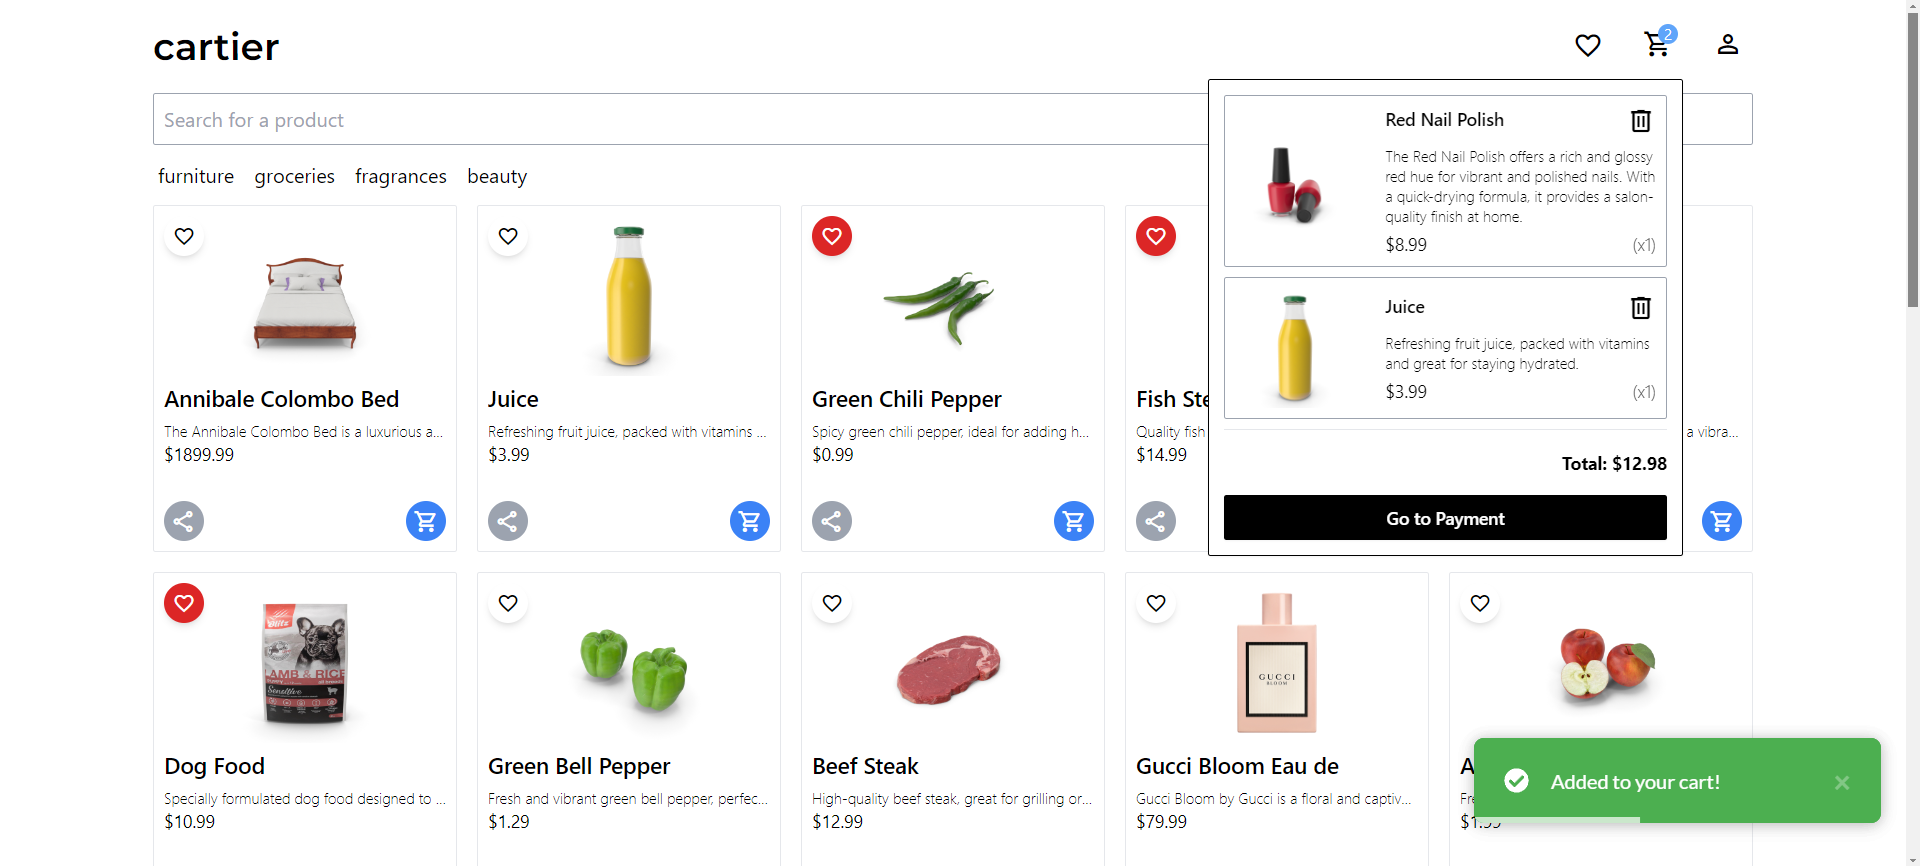 cartier
2
Search for a product
furniture groceries fragrances beauty
Red Nail Polish
The Red Nail Polish offers a rich and glossy
red hue for vibrant and polished nails. With
a quick-drying formula, it provides a salon-
quality finish at home.
$8.99 (x1)
Juice
Refreshing fruit juice, packed with vitamins
and great for staying hydrated.
$3.99 (x1)
Total: $12.98
Go to Payment
Annibale Colombo Bed
The Annibale Colombo Bed is a luxurious a...
$1899.99
Juice
Refreshing fruit juice, packed with vitamins ...
$3.99
Green Chili Pepper
Spicy green chili pepper, ideal for adding h...
$0.99
Fish Ste
Quality fish
$14.99
a vibra...
Blitz
LAMB & RICE
Sensitive
Dog Food
Specially formulated dog food designed to ...
$10.99
Green Bell Pepper
Fresh and vibrant green bell pepper, perfec...
$1.29
Beef Steak
High-quality beef steak, great for grilling or...
$12.99
GUCCI
BLOOM
Gucci Bloom Eau de
Gucci Bloom by Gucci is a floral and captiv...
$79.99
A
Fre
$1.99
Added to your cart!